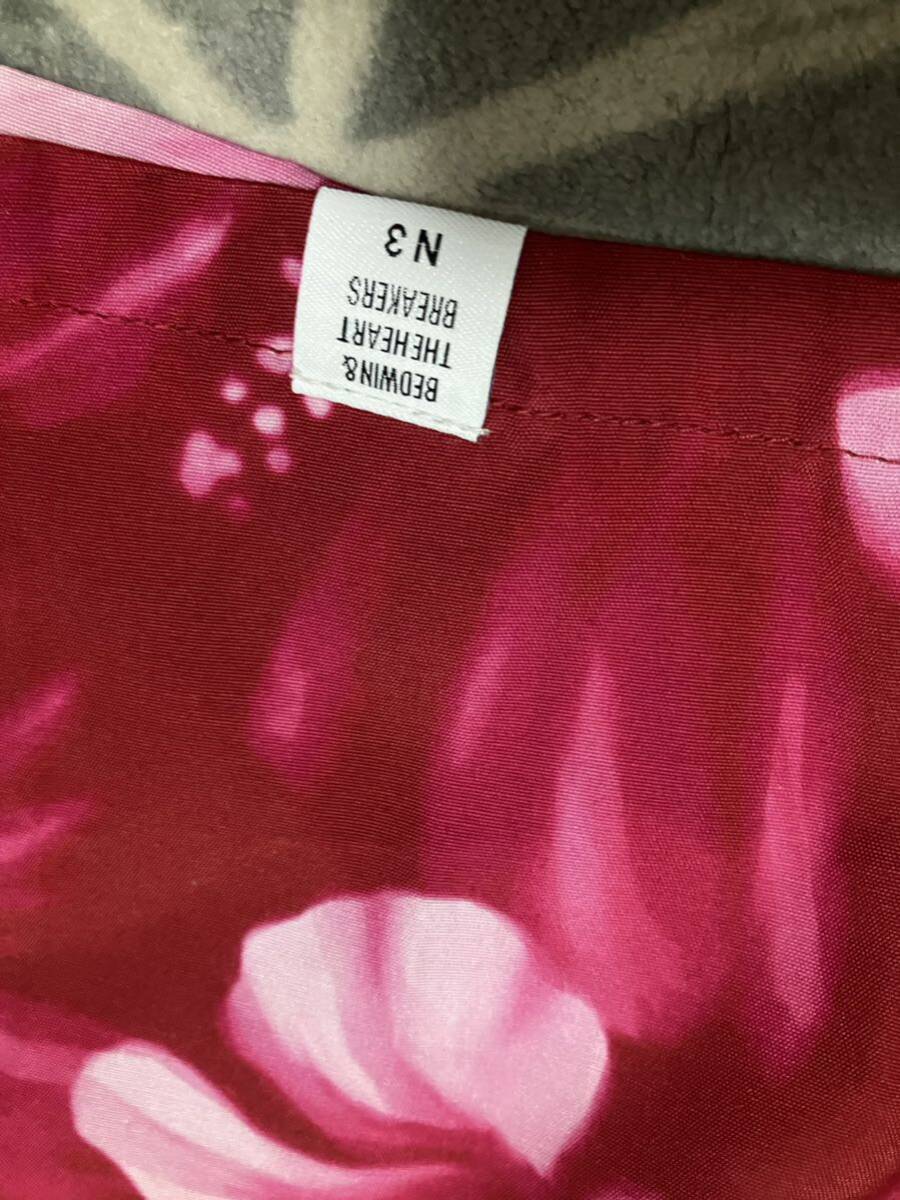 BEDWIN&
THE HEART
BREAKERS
N 3